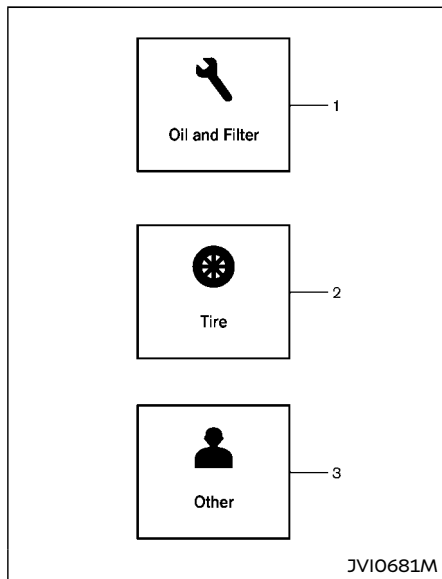 Oil and Filter
1
Tire
2
Other
3
JVI0681M